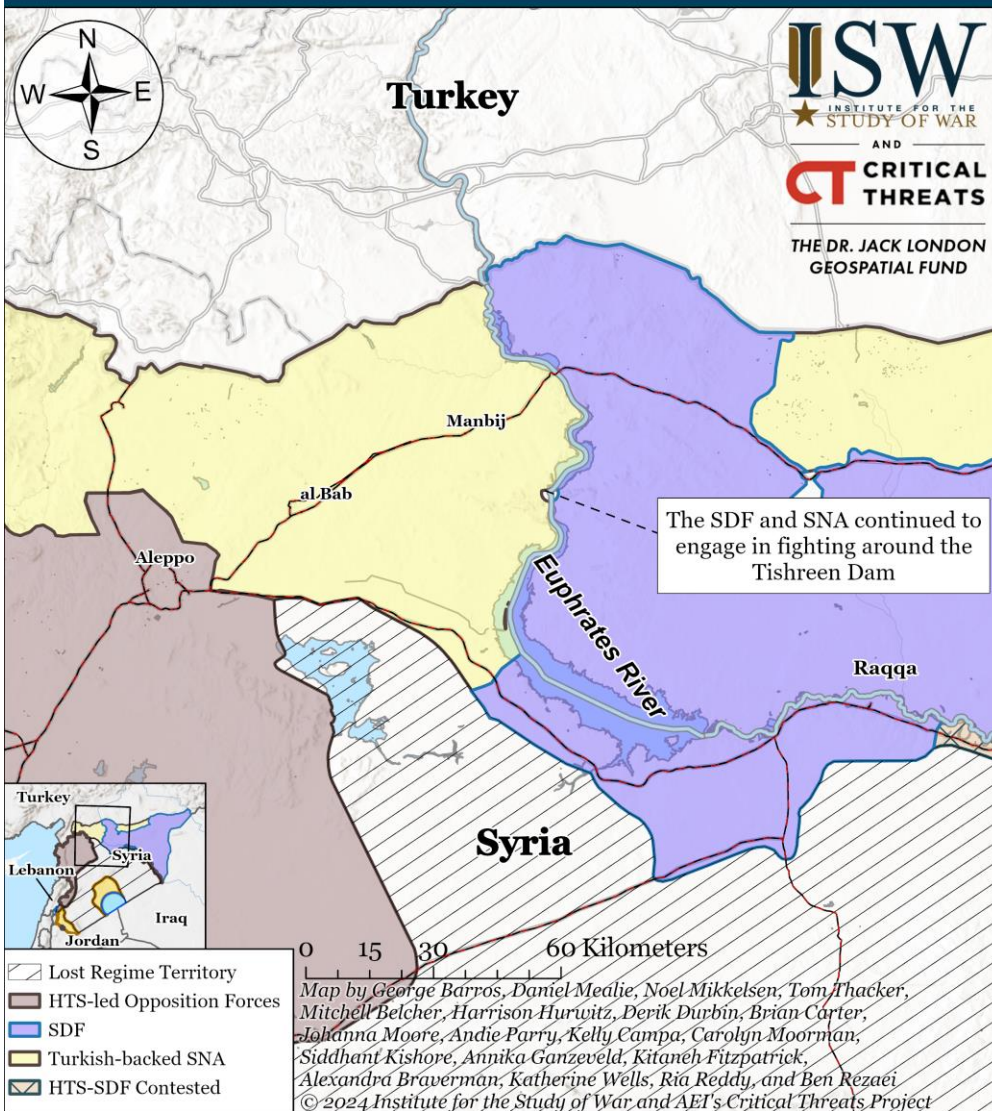 N
W E
S
Turkey
ISW
INSTITUTE FOR THE
STUDY OF WAR
AND
CT CRITICAL
THREATS
THE DR. JACK LONDON
GEOSPATIAL FUND
Manbij
al Bab
The SDF and SNA continued to
engage in fighting around the
Tishreen Dam
Aleppo
Euphrates River
Raqqa
Syria
Turkey
Syria
Lebanon
Iraq
Jordan
0 15 30 60 Kilometers
Lost Regime Territory
HTS-led Opposition Forces
SDF
Turkish-backed SNA
HTS-SDF Contested
Map by George Barros, Daniel Mealie, Noel Mikkelsen, Tom Thacker,
Mitchell Belcher, Harrison Hurwitz, Derik Durbin, Brian Carter,
Johanna Moore, Andie Parry, Kelly Campa, Carolyn Moorman,
Siddhant Kishore, Annika Ganzeveld, Kitaneh Fitzpatrick,
Alexandra Braverman, Katherine Wells, Ria Reddy, and Ben Rezaei
© 2024 Institute for the Study of War and AEI's Critical Threats Project